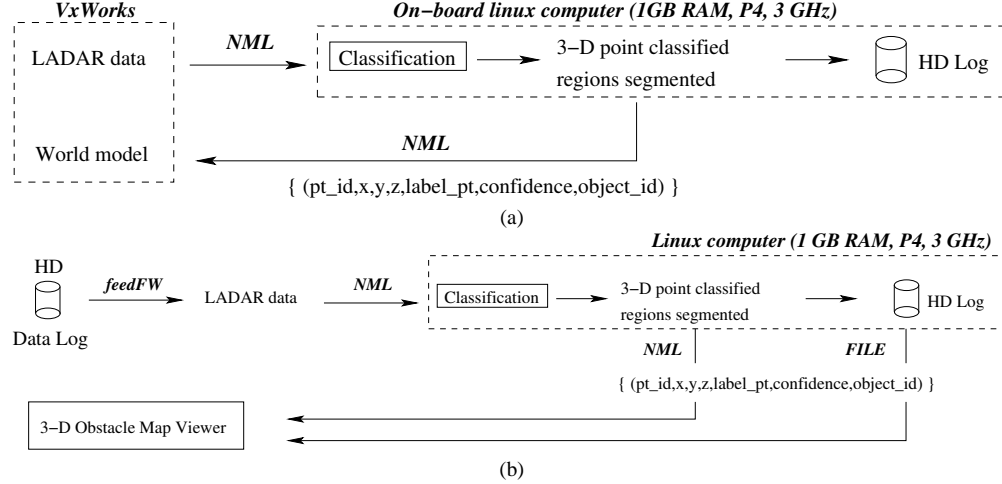 VxWorks
On−board linux computer (1GB RAM, P4, 3 GHz)
LADAR data
NML
Classification
3−D point classified
regions segmented
HD Log
World model
NML
{ (pt_id,x,y,z,label_pt,confidence,object_id) }
(a)
Linux computer (1 GB RAM, P4, 3 GHz)
HD
Data Log
feedFW
LADAR data
NML
Classification
3−D point classified
regions segmented
HD Log
NML
FILE
{ (pt_id,x,y,z,label_pt,confidence,object_id) }
3−D Obstacle Map Viewer
(b)